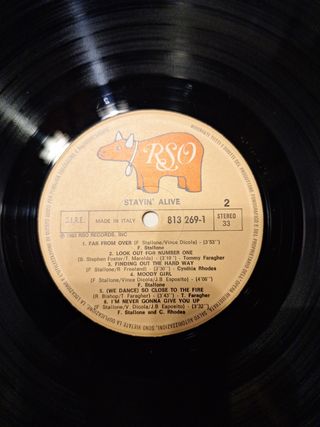 RSO
STAYIN' ALIVE
2
S.I.A.E.
MADE IN ITALY
813 269-1
STEREO
33
℗ 1983 RSO RECORDS, INC
1. FAR FROM OVER (F Stallone/Vince Dicola) (3'53")
F. Stallone
2. LOOK OUT FOR NUMBER ONE
(B. Stephen Foster/T. Marolda) (3'19") Tommy Faragher
3. FINDING OUT THE HARD WAY
(F. Stallone/R Freeland) (3'30") Cynthia Rhodes
4. MOODY GIRL
(F Stallone/Vince Dicola/J.B Esposito) (4'06")
F. Stallone
5. (WE DANCE) SO CLOSE TO THE FIRE
(R Bishop/T Faragher) (3'43") T. Faragher
6. I'M NEVER GONNA GIVE YOU UP
(F. Stallone/V. Dicola/J.B Esposito) (3'32")
F. Stallone and C. Rhodes